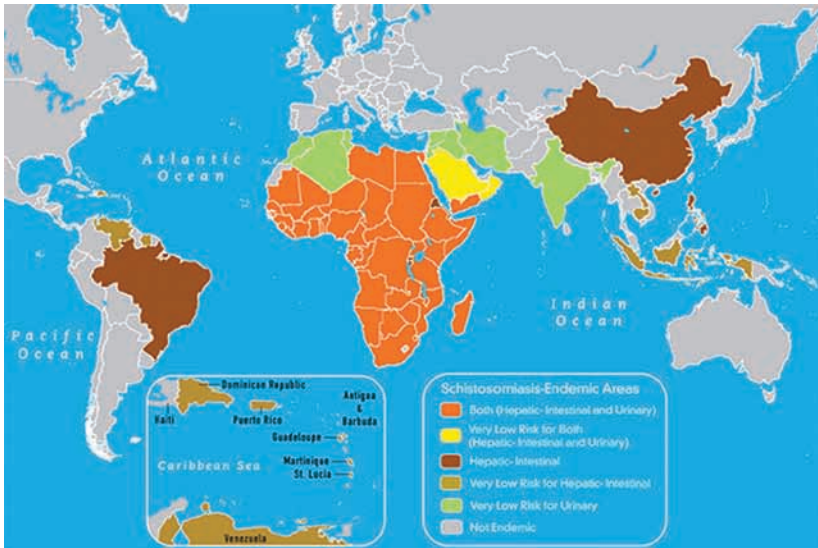 Atlantic
Ocean
Pacific
Ocean
Indian
Ocean
Dominican Republic
Haiti
Puerto Rico
Antigua
&
Barbuda
Guadeloupe
Caribbean Sea
Martinique
St. Lucia
Venezuela
Schistosomiasis-Endemic Areas
Both (Hepatic- Intestinal and Urinary)
Very Low Risk for Both
(Hepatic- Intestinal and Urinary)
Hepatic- Intestinal
Very Low Risk for Hepatic-Intestinal
Very Low Risk for Urinary
Not Endemic